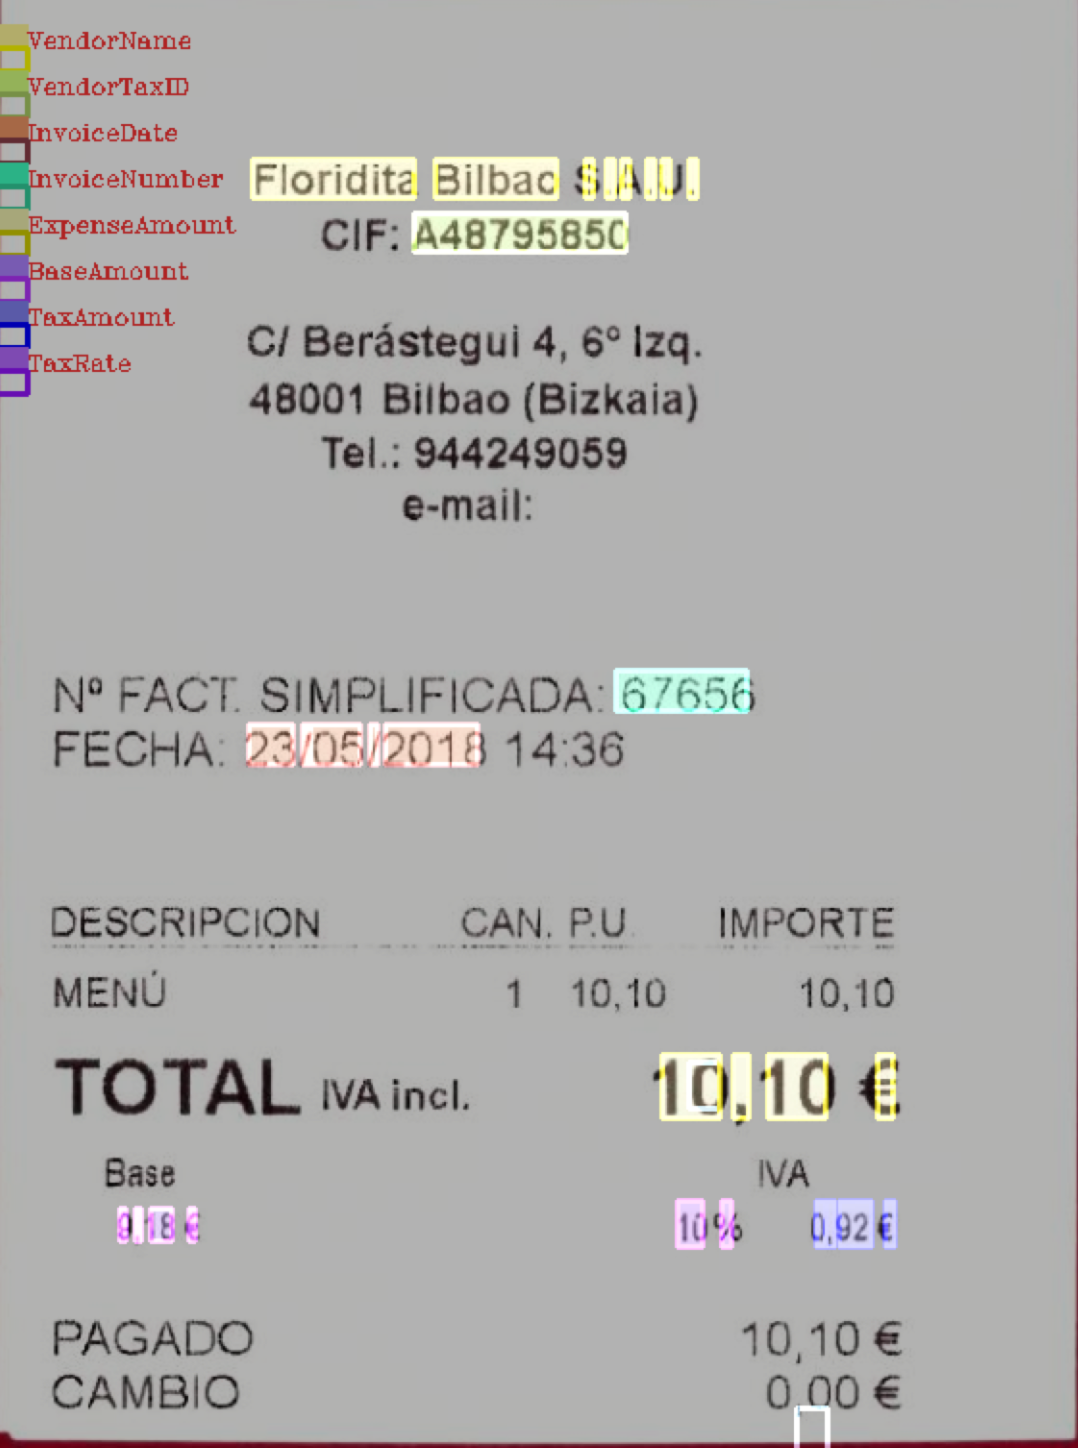 VendorName
VendorTaxID
InvoiceDate
InvoiceNumber
ExpenseAmount
BaseAmount
TaxAmount
TaxRate
Floridita Bilbao S.A.U.
CIF: A48795850
C/ Berástegui 4, 6º Izq.
48001 Bilbao (Bizkaia)
Tel.: 944249059
e-mail:
Nº FACT. SIMPLIFICADA: 67656
FECHA: 23/05/2018 14:36
DESCRIPCION CAN. P.U. IMPORTE
MENÚ 1 10,10 10,10
TOTAL IVA incl. 10,10 €
Base IVA
9,18 € 10 % 0,92 €
PAGADO 10,10 €
CAMBIO 0,00 €